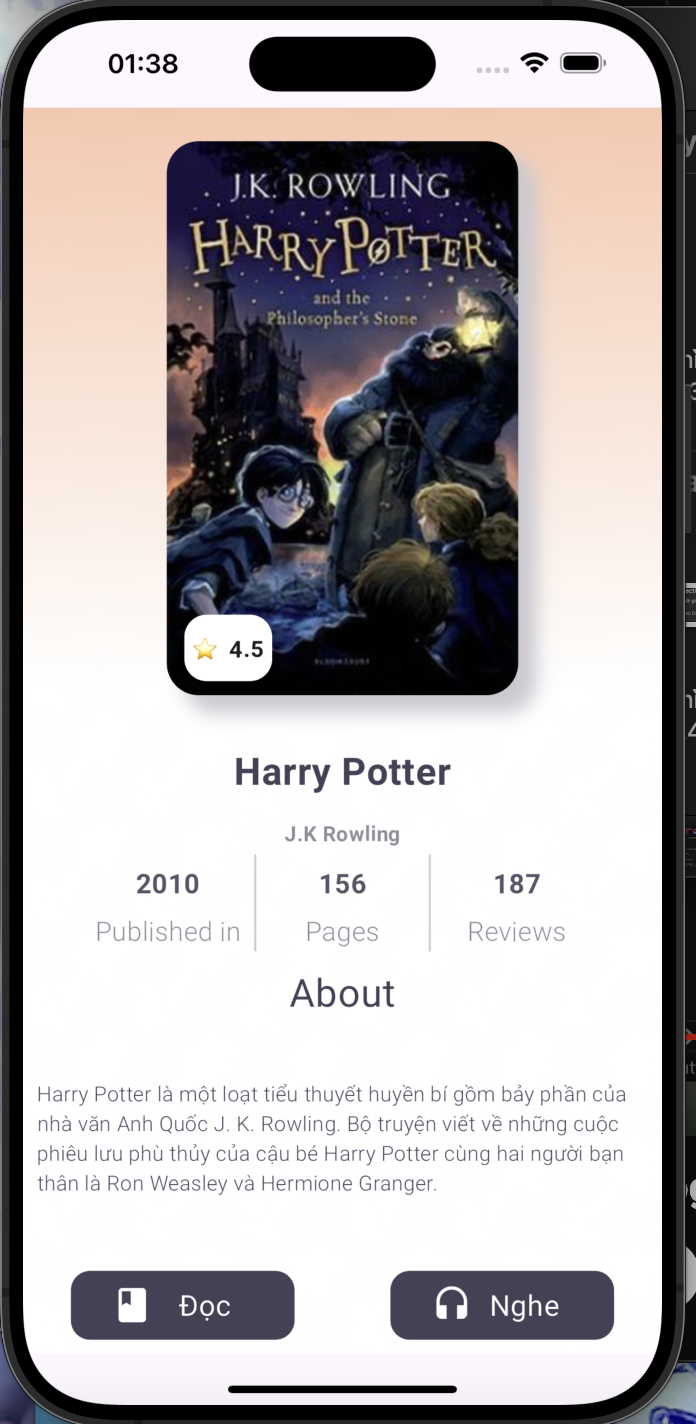 01:38
J.K. ROWLING
HARRY POTTER
and the
Philosopher's Stone
BLOOMSBURY
⭐ 4.5
Harry Potter
J.K Rowling
2010
156
187
Published in
Pages
Reviews
About
Harry Potter là một loạt tiểu thuyết huyền bí gồm bảy phần của
nhà văn Anh Quốc J. K. Rowling. Bộ truyện viết về những cuộc
phiêu lưu phù thủy của cậu bé Harry Potter cùng hai người bạn
thân là Ron Weasley và Hermione Granger.
Đọc
Nghe